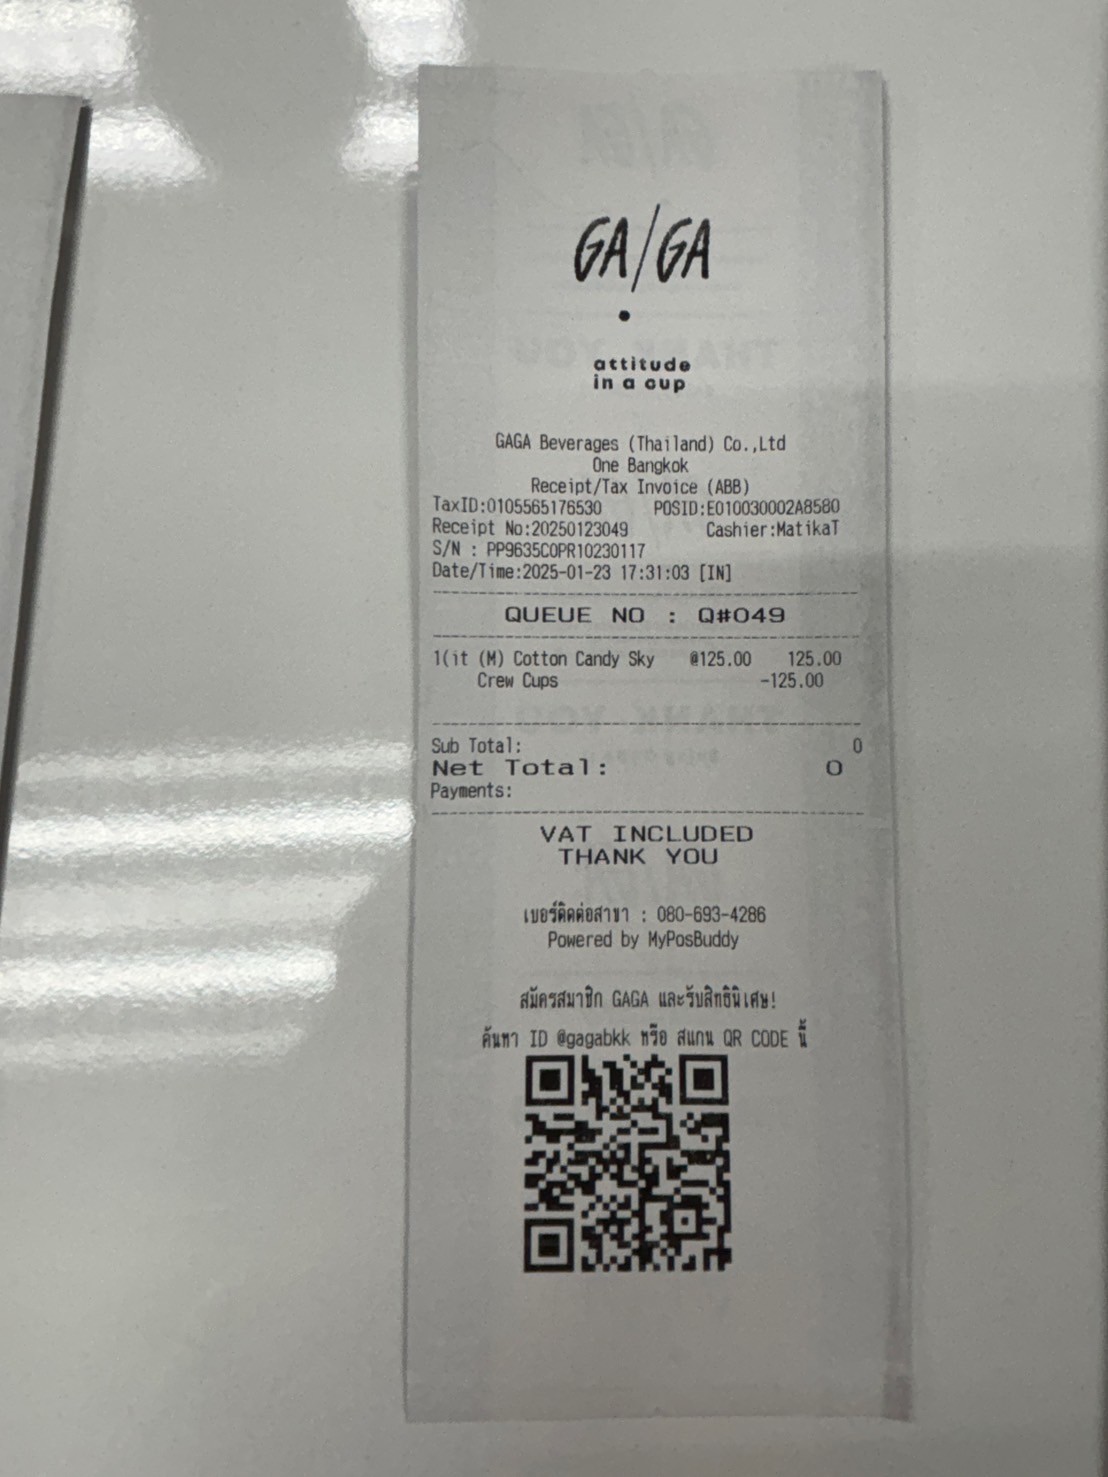 GA/GA
attitude
in a cup
GAGA Beverages (Thailand) Co.,Ltd
One Bangkok
Receipt/Tax Invoice (ABB)
TaxID:0105565176530 POSID:E010030002A8580
Receipt No:20250123049 Cashier:MatikaT
S/N : PP9635C0PR10230117
Date/Time:2025-01-23 17:31:03 [IN]
QUEUE NO : Q#049
1(it (M) Cotton Candy Sky @125.00 125.00
Crew Cups -125.00
Sub Total: 0
Net Total: 0
Payments:
VAT INCLUDED
THANK YOU
เบอร์ติดต่อสาขา : 080-693-4286
Powered by MyPosBuddy
สมัครสมาชิก GAGA และรับสิทธิพิเศษ!
ค้นหา ID @gagabkk หรือ สแกน QR CODE นี้